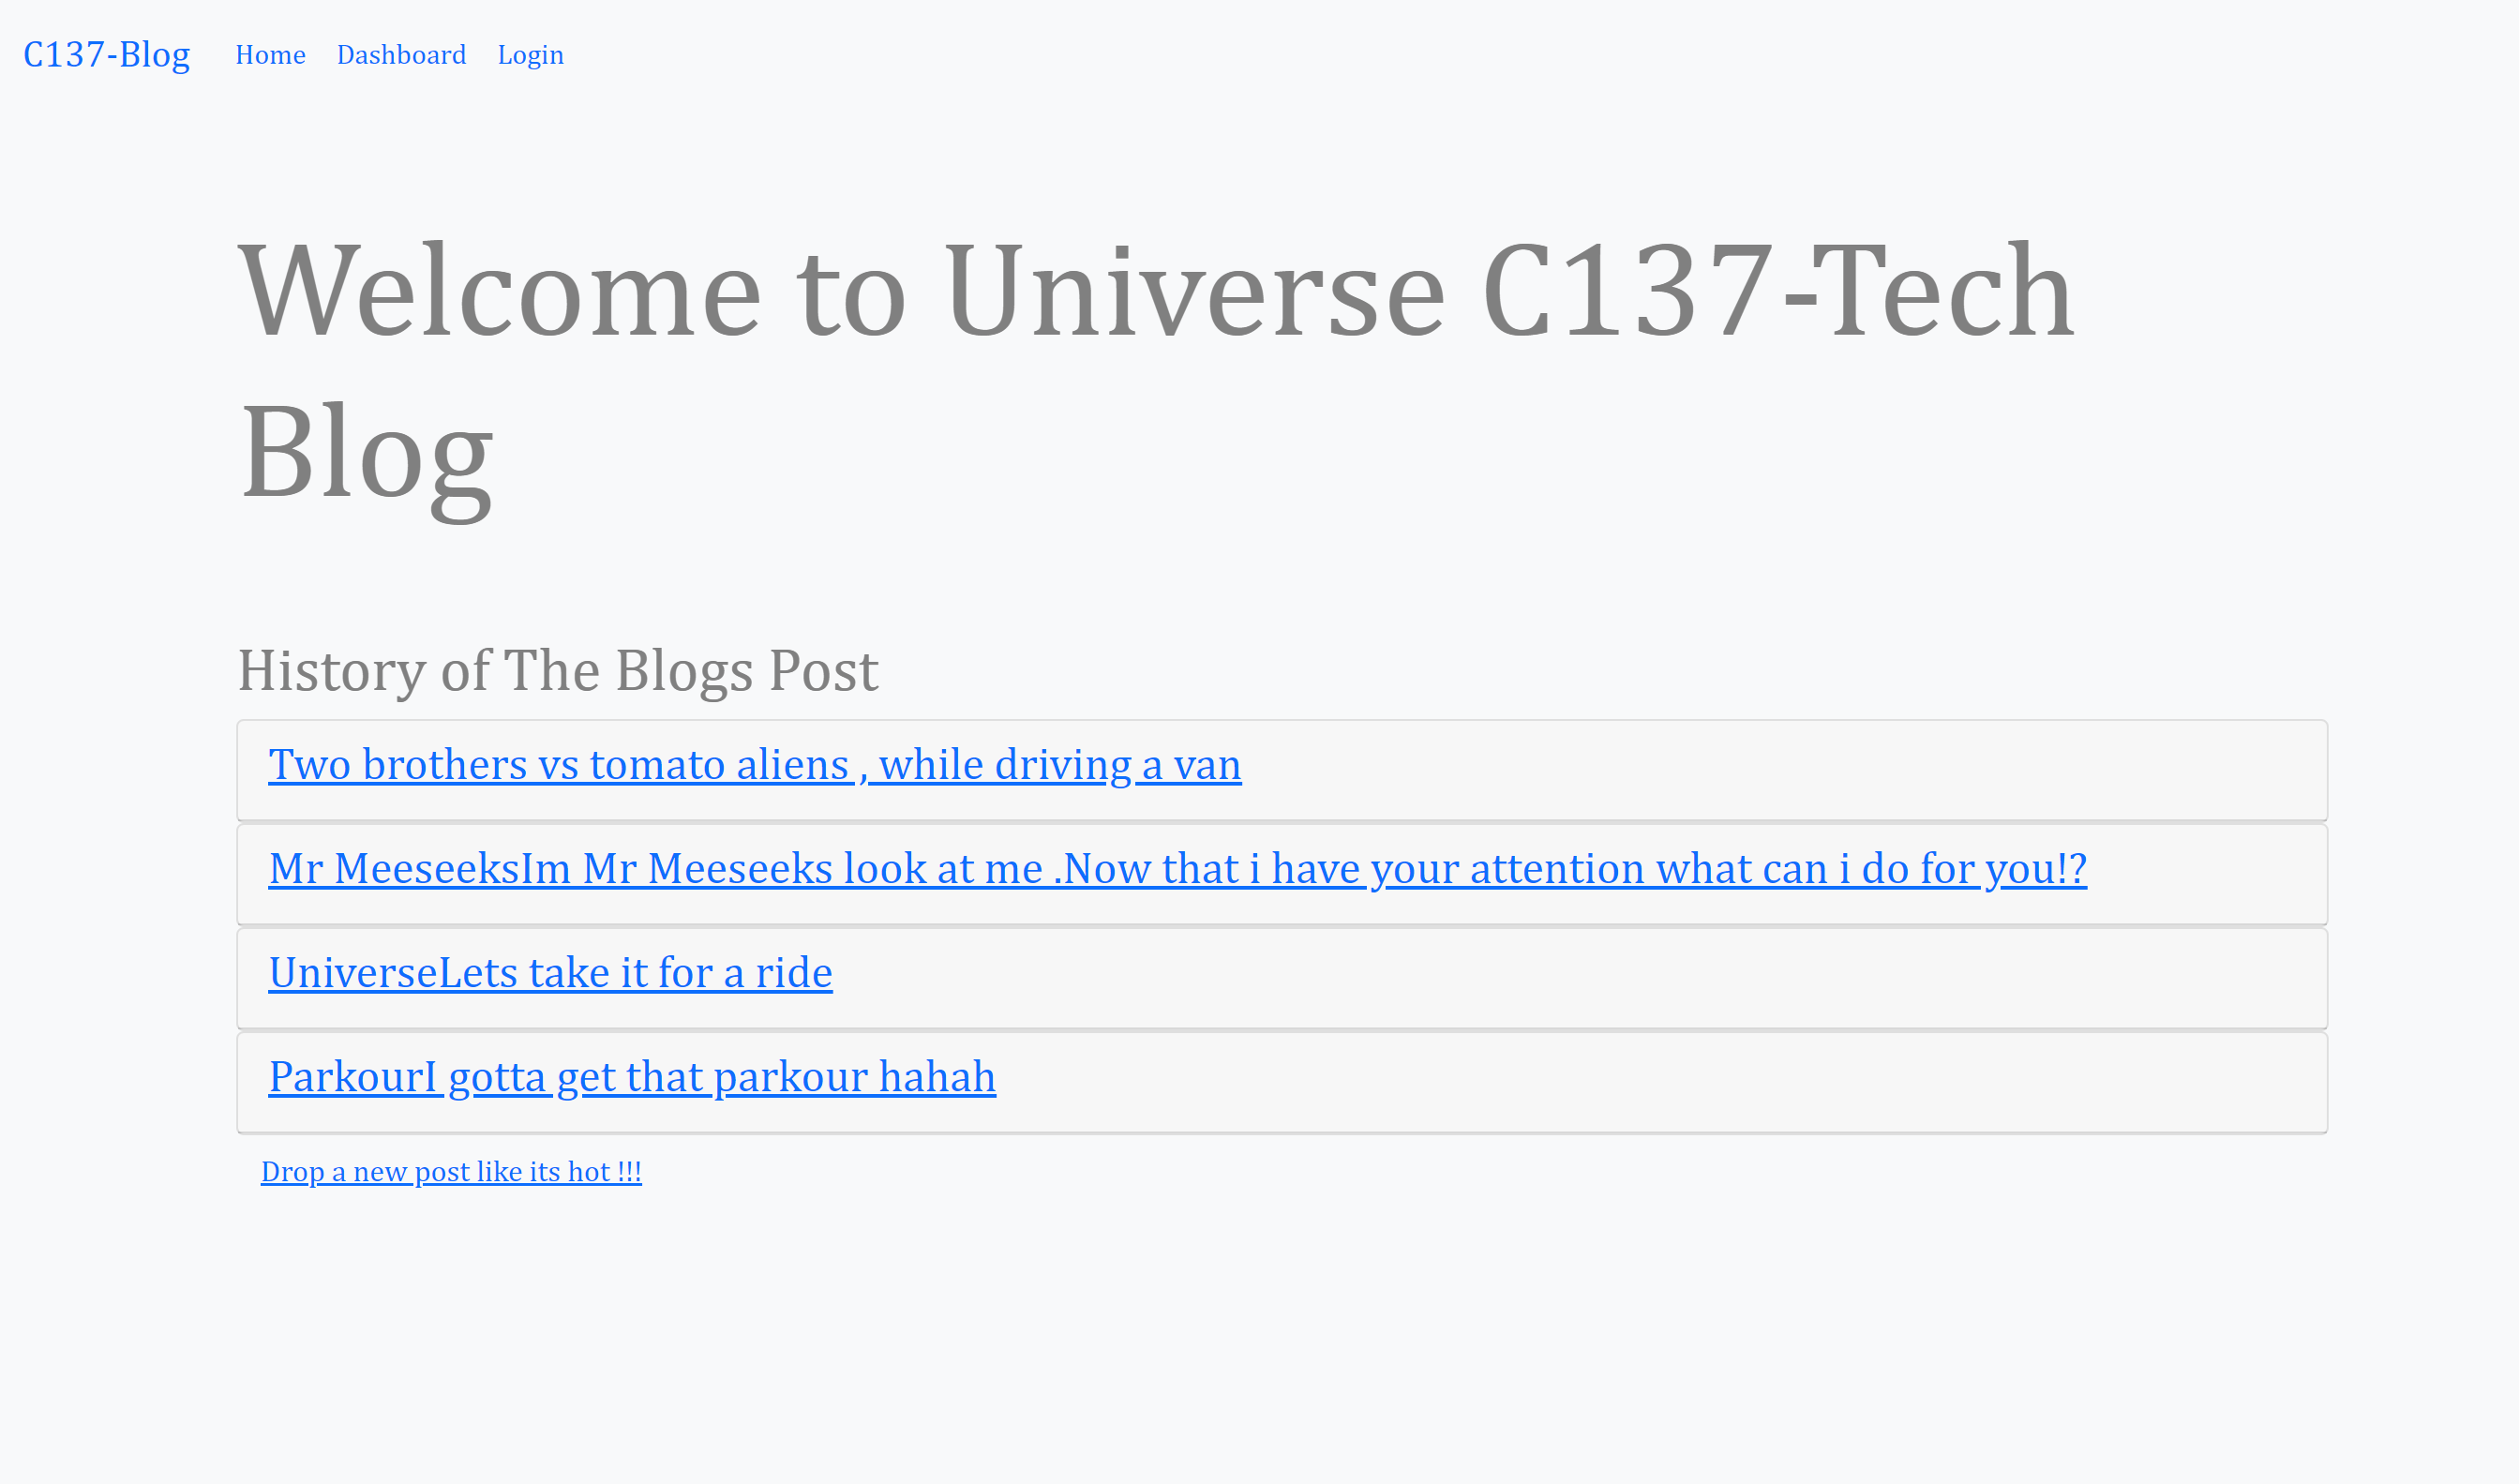 C137-Blog Home Dashboard Login
Welcome to Universe C137-Tech
Blog
History of The Blogs Post
Two brothers vs tomato aliens , while driving a van
Mr MeeseeksIm Mr Meeseeks look at me .Now that i have your attention what can i do for you!?
UniverseLets take it for a ride
ParkourI gotta get that parkour hahah
Drop a new post like its hot !!!